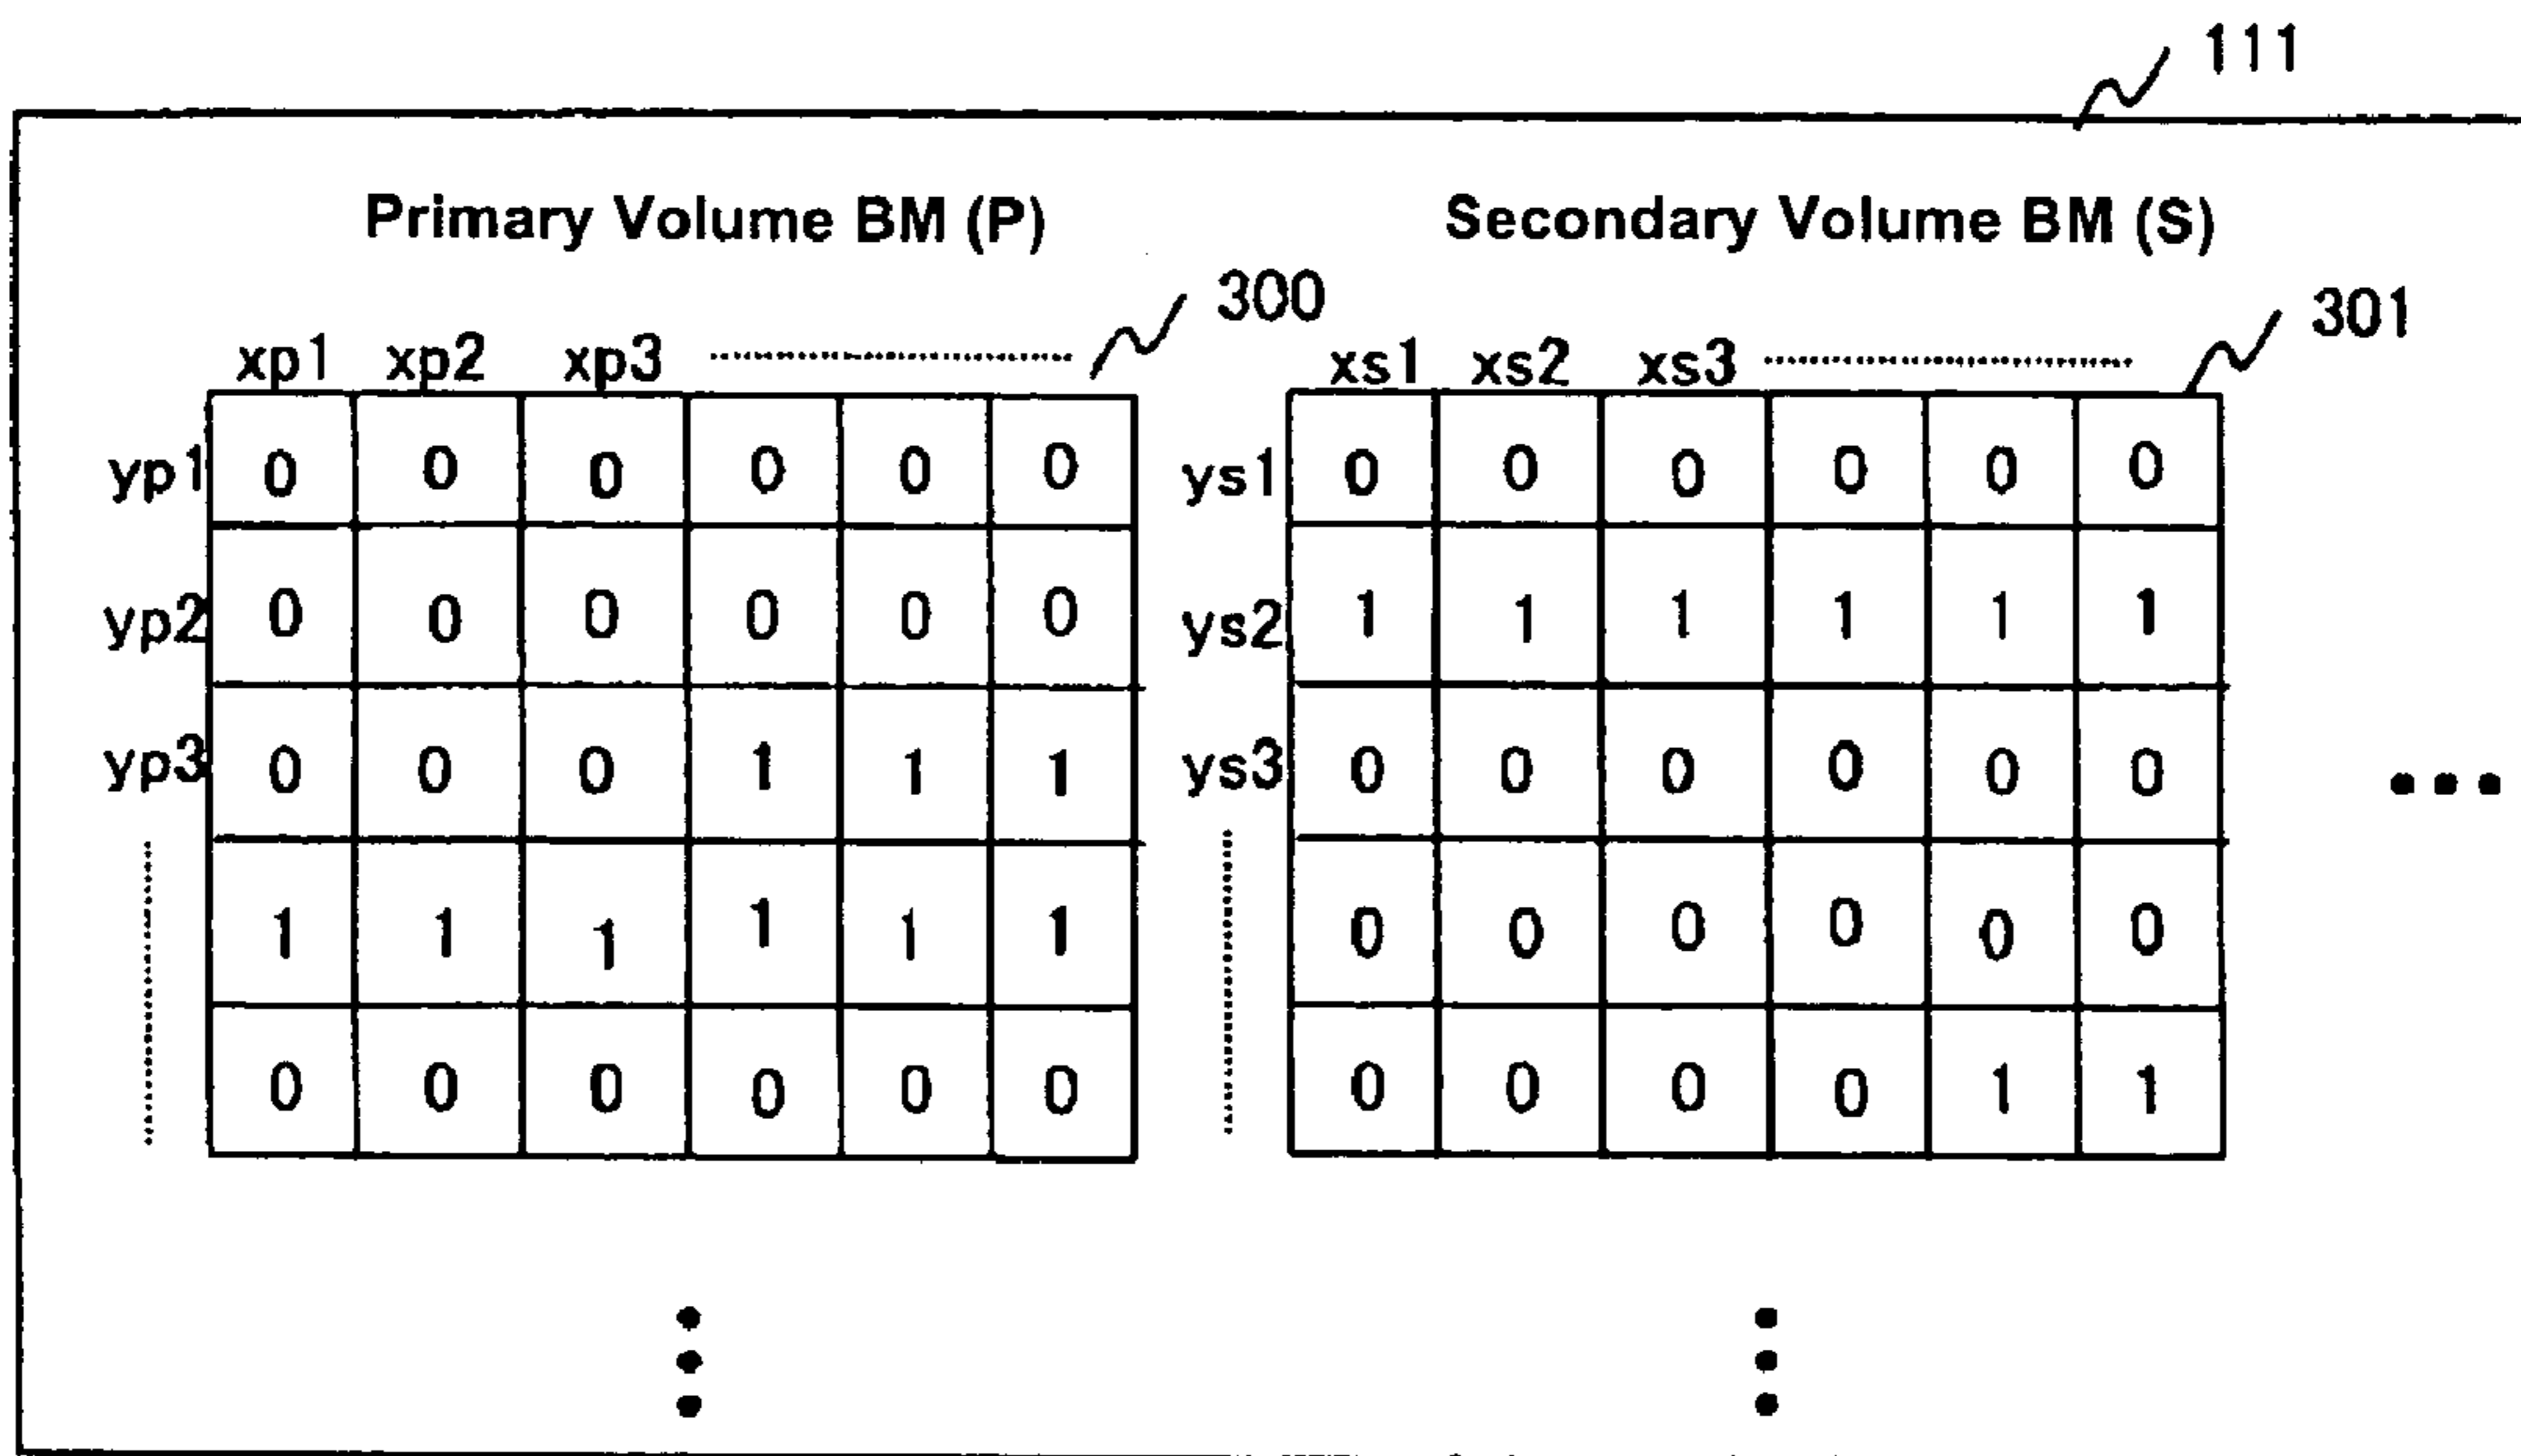 111
Primary Volume BM (P) Secondary Volume BM (S)
300 301
xp1 xp2 xp3 xs1 xs2 xs3
yp1 0 0 0 0 0 0 ys1 0 0 0 0 0 0
yp2 0 0 0 0 0 0 ys2 1 1 1 1 1 1
yp3 0 0 0 1 1 1 ys3 0 0 0 0 0 0
1 1 1 1 1 1 0 0 0 0 0 0
0 0 0 0 0 0 0 0 0 0 1 1